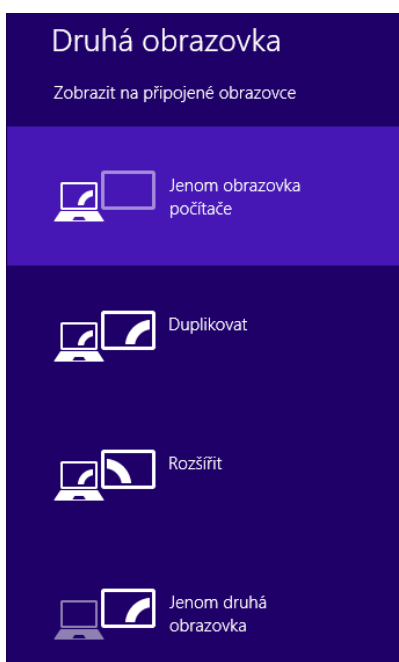 Druhá obrazovka
Zobrazit na připojené obrazovce
Jenom obrazovka
počítače
Duplikovat
Rozšířit
Jenom druhá
obrazovka